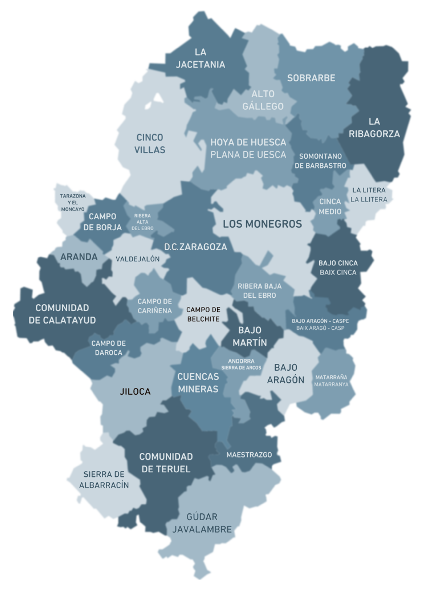 LA
JACETANIA
SOBRARBE
ALTO
GÁLLEGO
LA
RIBAGORZA
CINCO
VILLAS
HOYA DE HUESCA
PLANA DE UESCA
SOMONTANO
DE BARBASTRO
LA LITERA
LA LLITERA
TARAZONA
Y EL
MONCAYO
CAMPO
DE BORJA
RIBERA
ALTA
DEL EBRO
CINCA
MEDIO
LOS MONEGROS
D.C.ZARAGOZA
ARANDA
VALDEJALÓN
BAJO CINCA
BAIX CINCA
RIBERA BAJA
DEL EBRO
COMUNIDAD
DE CALATAYUD
CAMPO DE
CARIÑENA
CAMPO DE
BELCHITE
BAJO ARAGÓN - CASPE
BAIX ARAGÓ - CASP
BAJO
MARTÍN
CAMPO DE
DAROCA
ANDORRA
SIERRA DE ARCOS
BAJO
ARAGÓN
MATARRAÑA
MATARRANYA
JILOCA
CUENCAS
MINERAS
MAESTRAZGO
COMUNIDAD
DE TERUEL
SIERRA DE
ALBARRACÍN
GÚDAR
JAVALAMBRE